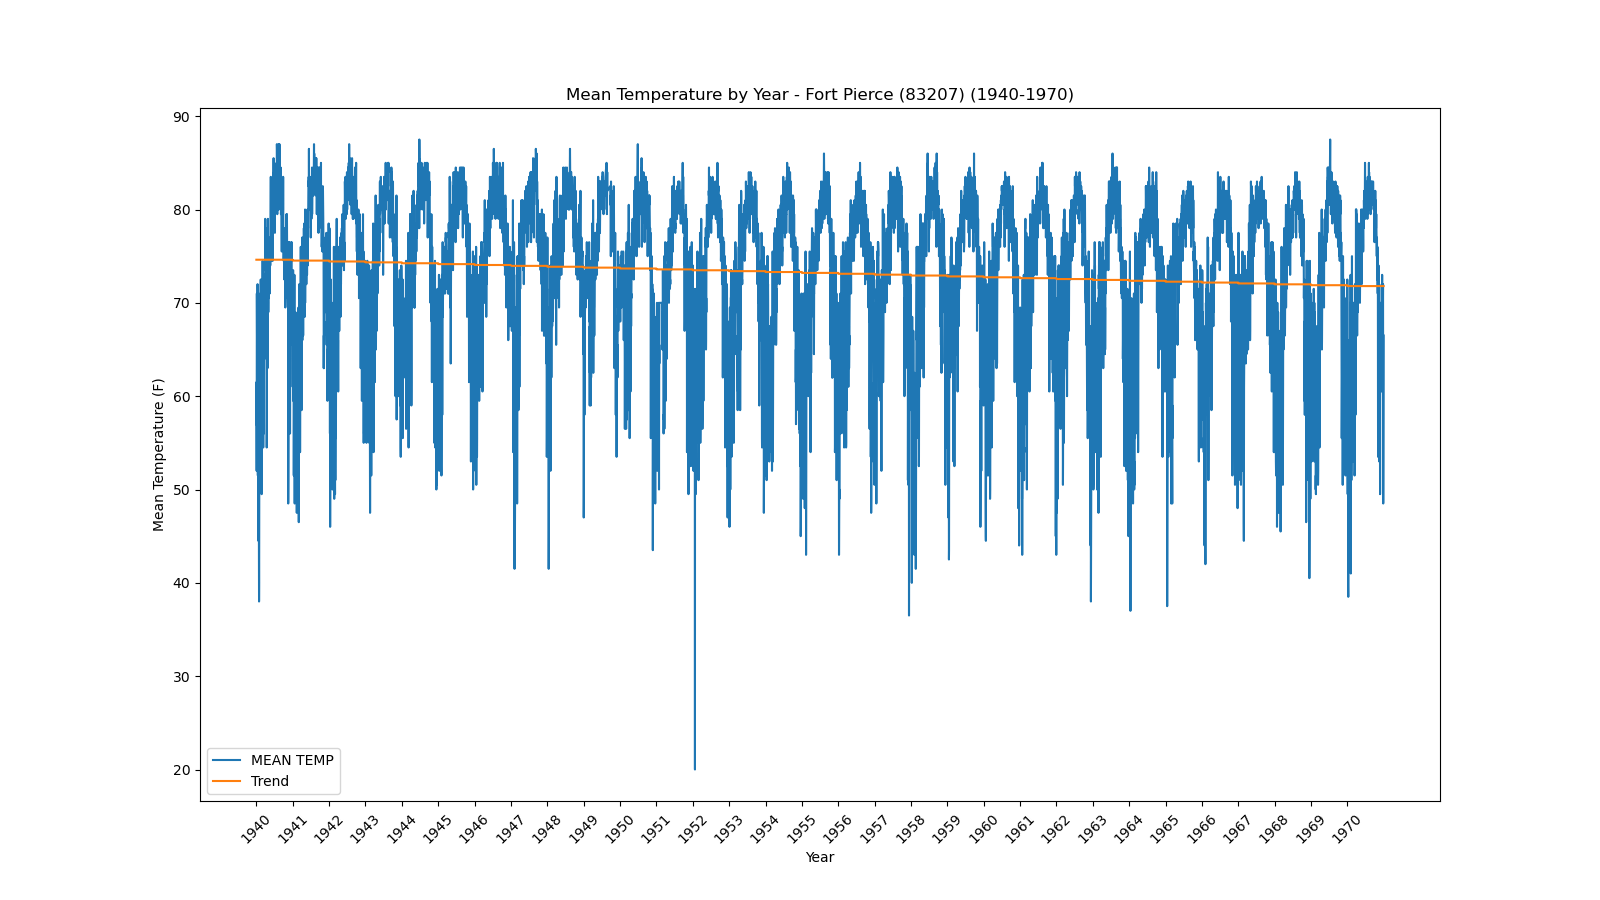 Mean Temperature by Year - Fort Pierce (83207) (1940-1970)
90
80
70
60
50
40
30
20
Mean Temperature (F)
MEAN TEMP
Trend
1940 1941 1942 1943 1944 1945 1946 1947 1948 1949 1950 1951 1952 1953 1954 1955 1956 1957 1958 1959 1960 1961 1962 1963 1964 1965 1966 1967 1968 1969 1970
Year